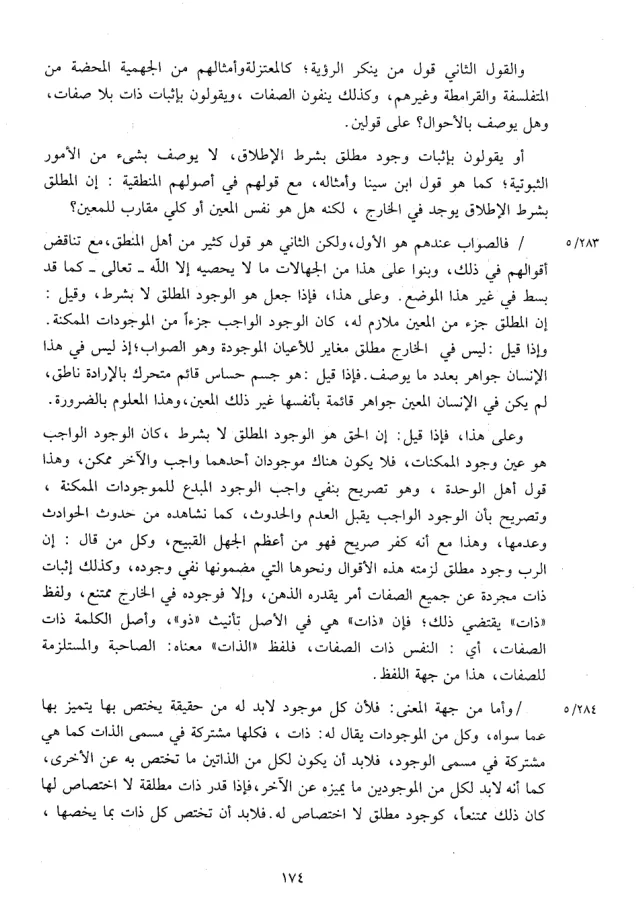 والقول الثاني قول من ينكر الرؤية؛ كالمعتزلةوأمثالهم من الجهمية المحضة من
المتفلسفة والقرامطة وغيرهم، وكذلك ينفون الصفات ،ويقولون بإثبات ذات بلا صفات،
وهل يوصف بالأحوال؟ على قولين.
أو يقولون بإثبات وجود مطلق بشرط الإطلاق، لا يوصف بشىء من الأمور
الثبوتية؛ كما هو قول ابن سينا وأمثاله، مع قولهم في أصولهم المنطقية : إن المطلق
بشرط الإطلاق يوجد في الخارج ، لكنه هل هو نفس المعين أو كلي مقارب للمعين؟
٥/٢٨٣ / فالصواب عندهم هو الأول،ولكن الثاني هو قول كثير من أهل المنطق،مع تناقض
أقوالهم في ذلك، وبنوا على هذا من الجهالات ما لا يحصيه إلا الله ـ تعالى ـ كما قد
بسط في غير هذا الموضع. وعلى هذا، فإذا جعل هو الوجود المطلق لا بشرط، وقيل :
إن المطلق جزء من المعين ملازم له، كان الوجود الواجب جزءاً من الموجودات الممكنة.
وإذا قيل :ليس في الخارج مطلق مغاير للأعيان الموجودة وهو الصواب؛إذ ليس في هذا
الإنسان جواهر بعدد ما يوصف.فإذا قيل :هو جسم حساس قائم متحرك بالإرادة ناطق،
لم يكن في الإنسان المعين جواهر قائمة بأنفسها غير ذلك المعين،وهذا المعلوم بالضرورة.
وعلى هذا، فإذا قيل: إن الحق هو الوجود المطلق لا بشرط ،كان الوجود الواجب
هو عين وجود الممكنات، فلا يكون هناك موجودان أحدهما واجب والآخر ممكن، وهذا
قول أهل الوحدة ، وهو تصريح بنفي واجب الوجود المبدع للموجودات الممكنة ،
وتصريح بأن الوجود الواجب يقبل العدم والحدوث، كما نشاهده من حدوث الحوادث
وعدمها، وهذا مع أنه كفر صريح فهو من أعظم الجهل القبيح، وكل من قال : إن
الرب وجود مطلق لزمته هذه الأقوال ونحوها التي مضمونها نفي وجوده، وكذلك إثبات
ذات مجردة عن جميع الصفات أمر يقدره الذهن، وإلا فوجوده في الخارج ممتنع، ولفظ
«ذات» يقتضي ذلك؛ فإن «ذات» هي في الأصل تأنيث «ذو»، وأصل الكلمة ذات
الصفات، أي : النفس ذات الصفات، فلفظ «الذات» معناه: الصاحبة والمستلزمة
للصفات، هذا من جهة اللفظ.
٥/٢٨٤ / وأما من جهة المعنى: فلأن كل موجود لابد له من حقيقة يختص بها يتميز بها
عما سواه، وكل من الموجودات يقال له: ذات ، فكلها مشتركة في مسمى الذات كما هي
مشتركة في مسمى الوجود، فلابد أن يكون لكل من الذاتين ما تختص به عن الأخرى،
كما أنه لابد لكل من الموجودين ما يميزه عن الآخر،فإذا قدر ذات مطلقة لا اختصاص لها
كان ذلك ممتنعاً، كوجود مطلق لا اختصاص له.فلابد أن تختص كل ذات بما يخصها ،
١٧٤